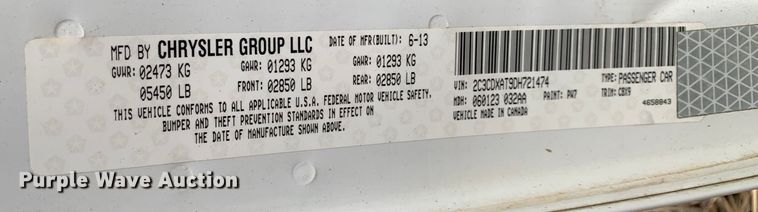 MFD BY CHRYSLER GROUP LLC DATE OF MFR(BUILT): 6-13
GVWR: 02473 KG GAWR: 01293 KG GAWR: 01293 KG
05450 LB FRONT: 02850 LB REAR: 02850 LB
THIS VEHICLE CONFORMS TO ALL APPLICABLE U.S.A. FEDERAL MOTOR VEHICLE SAFETY,
BUMPER AND THEFT PREVENTION STANDARDS IN EFFECT ON
THE DATE OF MANUFACTURE SHOWN ABOVE.
VIN: 2C3CDXAT9DH721474 TYPE: PASSENGER CAR
MDH: 060123 032AA PAINT: PW7 TRIM: CBX9
VEHICLE MADE IN CANADA 4658843
Purple Wave Auction